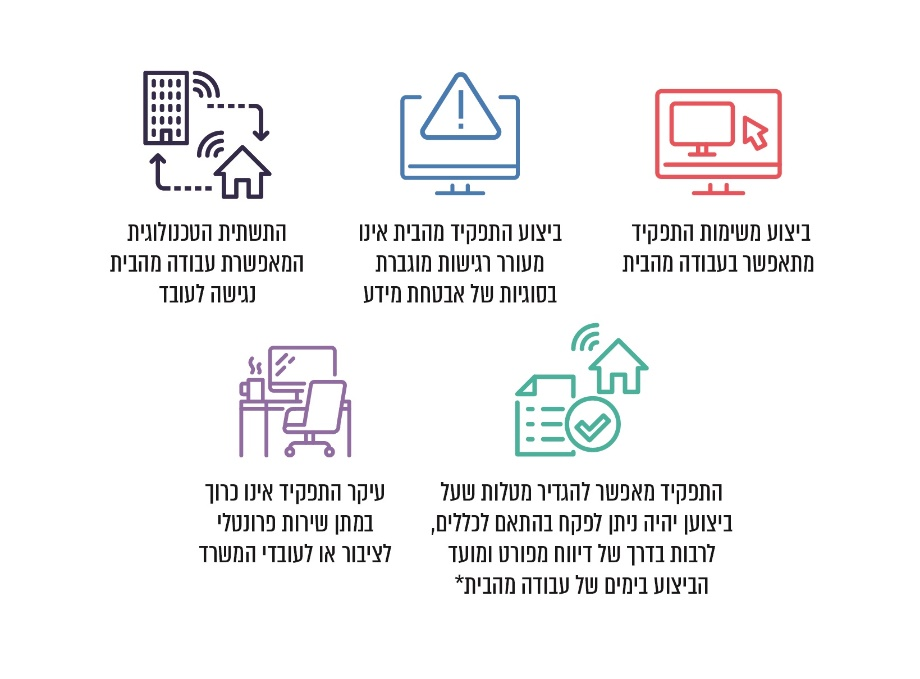 ביצוע משימות התפקיד
מתאפשר בעבודה מהבית
ביצוע התפקיד מהבית אינו
מעורר רגישות מוגברת
בסוגיות של אבטחת מידע
התשתית הטכנולוגית
המאפשרת עבודה מהבית
נגישה לעובד
התפקיד מאפשר להגדיר מטלות שעל
ביצוען יהיה ניתן לפקח בהתאם לכללים,
לרבות בדרך של דיווח מפורט ומועד
הביצוע בימים של עבודה מהבית*
עיקר התפקיד אינו כרוך
במתן שירות פרונטלי
לציבור או לעובדי המשרד